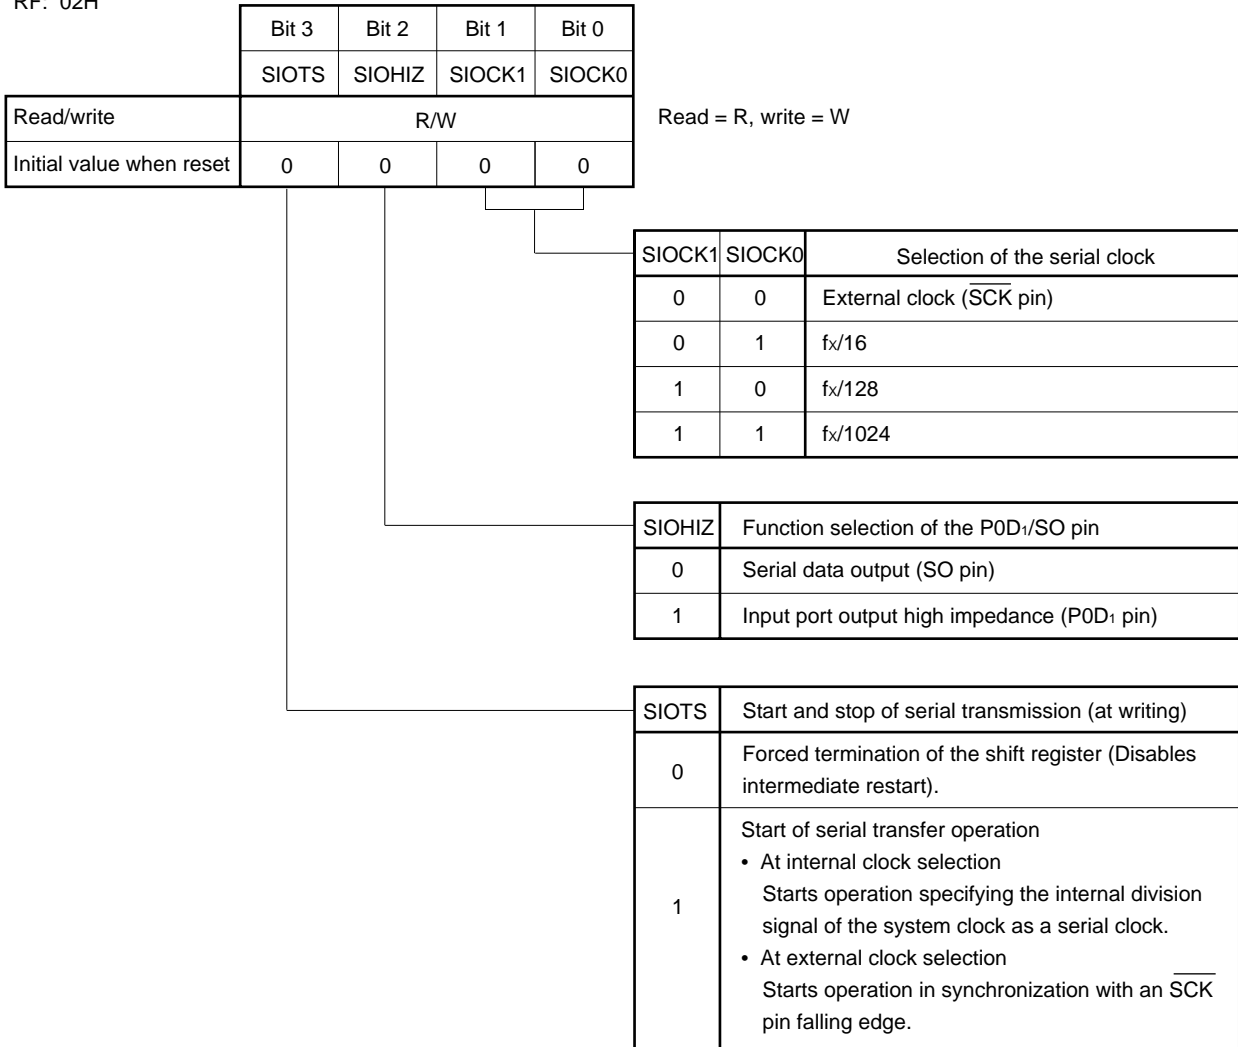 RF: 02H
Bit 3 Bit 2 Bit 1 Bit 0
SIOTS SIOHIZ SIOCK1 SIOCK0
Read/write R/W Read = R, write = W
Initial value when reset 0 0 0 0
SIOCK1 SIOCK0 Selection of the serial clock
0 0 External clock (S̅C̅K̅ pin)
0 1 fX/16
1 0 fX/128
1 1 fX/1024
SIOHIZ Function selection of the P0D₁/SO pin
0 Serial data output (SO pin)
1 Input port output high impedance (P0D₁ pin)
SIOTS Start and stop of serial transmission (at writing)
0 Forced termination of the shift register (Disables
intermediate restart).
1 Start of serial transfer operation
• At internal clock selection
Starts operation specifying the internal division
signal of the system clock as a serial clock.
• At external clock selection
Starts operation in synchronization with an S̅C̅K̅
pin falling edge.